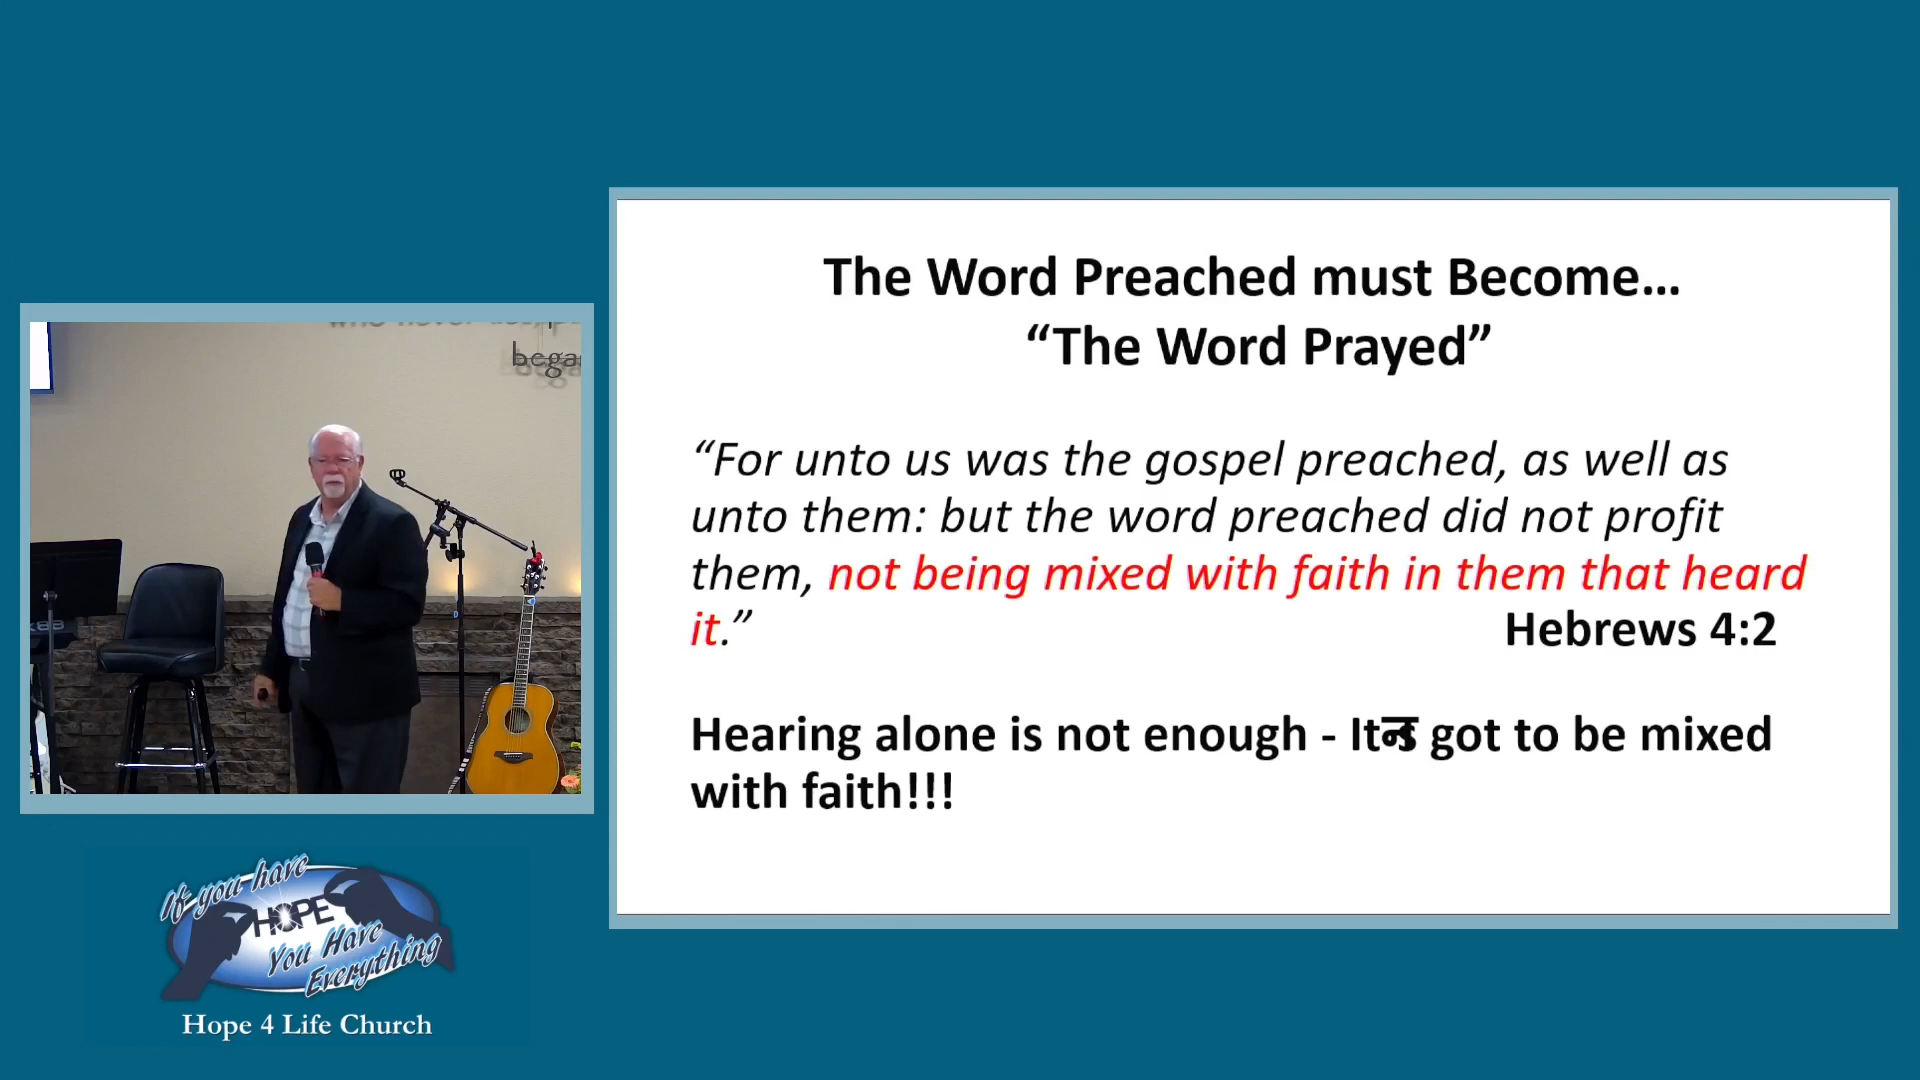 The Word Preached must Become...
“The Word Prayed”
“For unto us was the gospel preached, as well as
unto them: but the word preached did not profit
them, not being mixed with faith in them that heard
it.” Hebrews 4:2
Hearing alone is not enough - It got to be mixed
with faith!!!
If you have
HOPE
You Have
Everything
Hope 4 Life Church
began